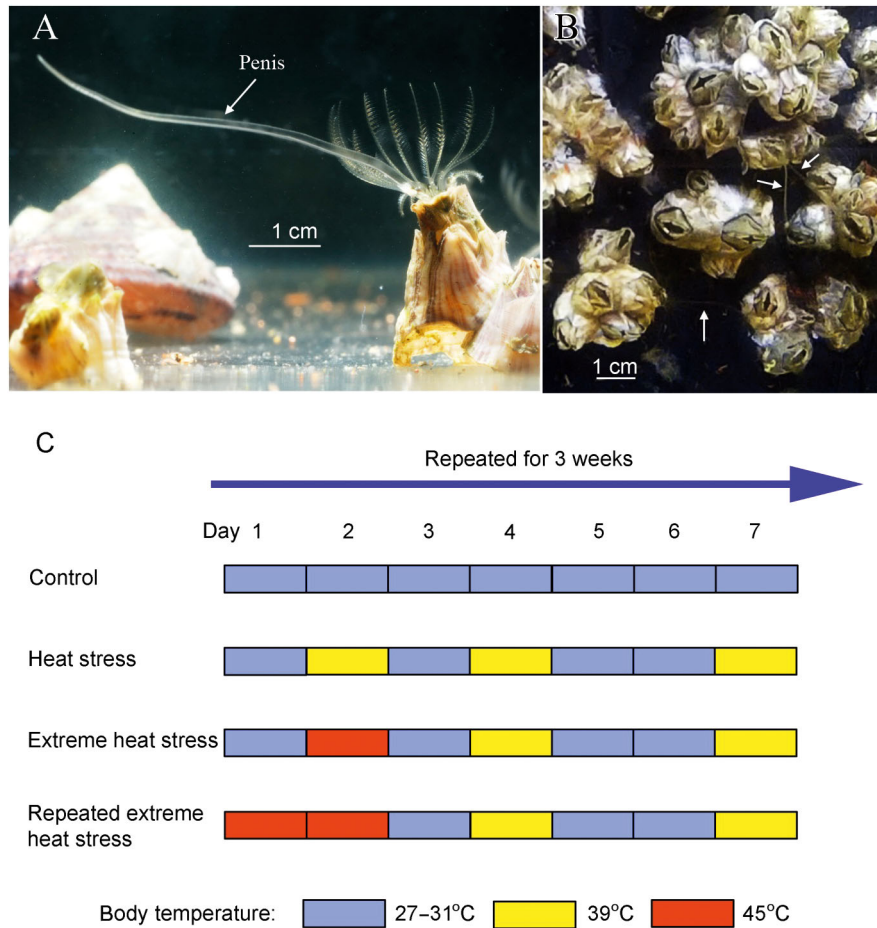 A
Penis
1 cm
B
1 cm
C
Repeated for 3 weeks
Day 1 2 3 4 5 6 7
Control
Heat stress
Extreme heat stress
Repeated extreme
heat stress
Body temperature: 27–31°C 39°C 45°C